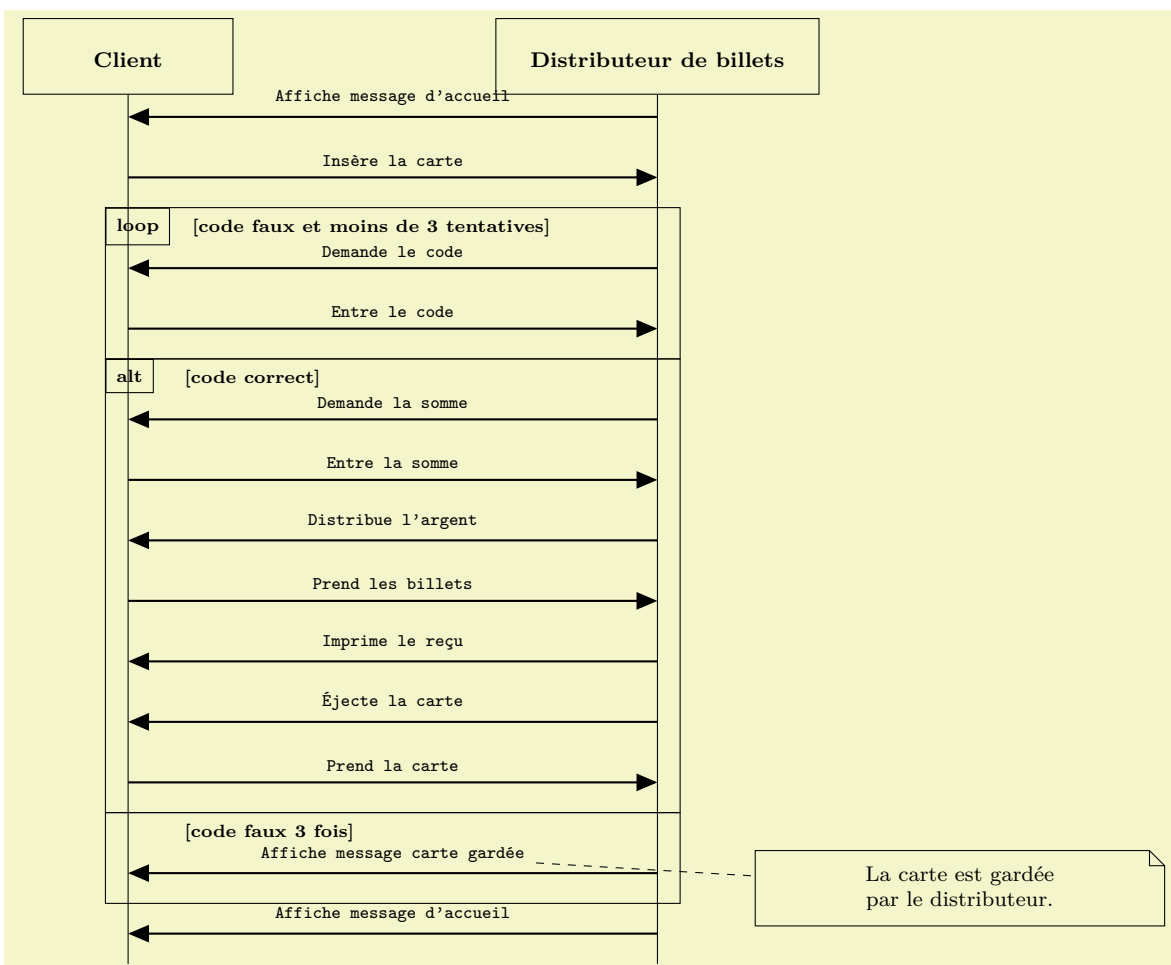 Client
Distributeur de billets
Affiche message d'accueil
Insère la carte
loop
[code faux et moins de 3 tentatives]
Demande le code
Entre le code
alt
[code correct]
Demande la somme
Entre la somme
Distribue l'argent
Prend les billets
Imprime le reçu
Éjecte la carte
Prend la carte
[code faux 3 fois]
Affiche message carte gardée
La carte est gardée
par le distributeur.
Affiche message d'accueil